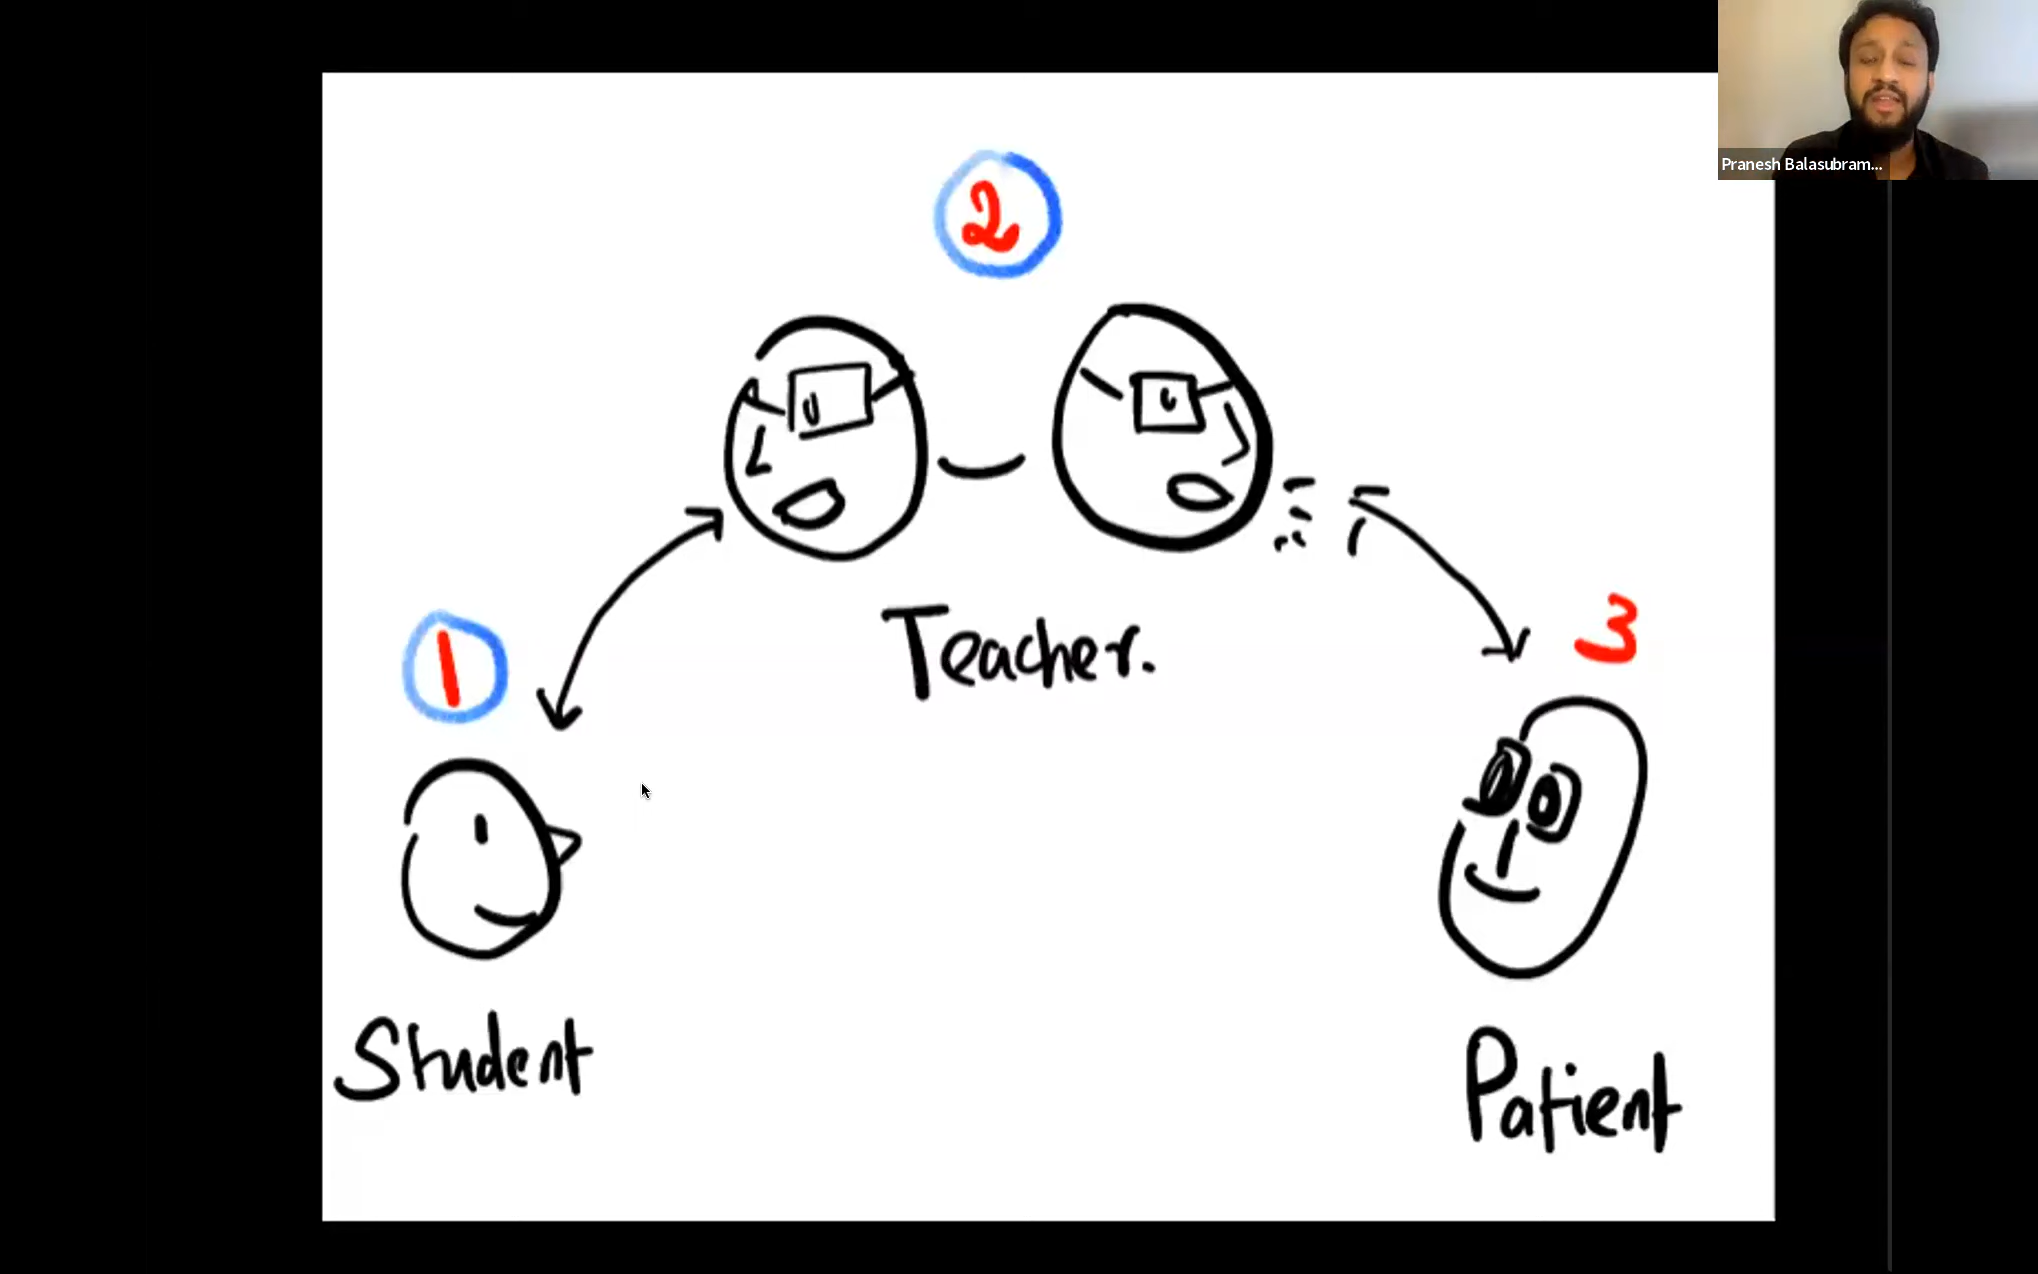 Pranesh Balasubram...
2
Teacher.
1
3
Student
Patient